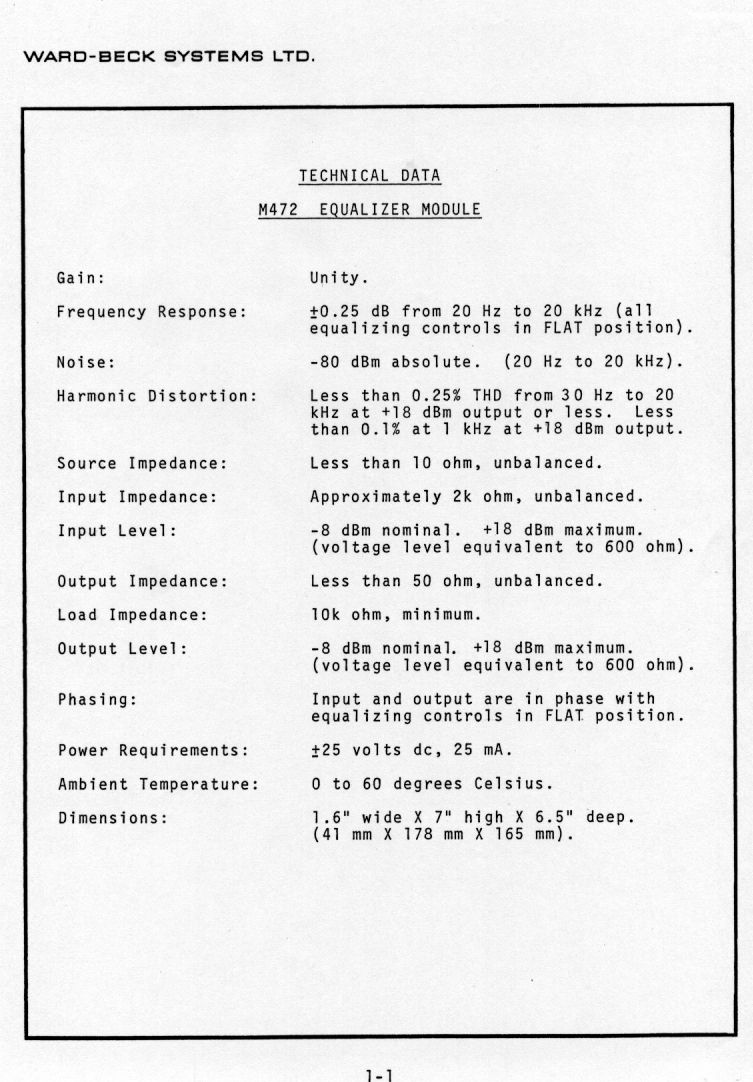 WARD-BECK SYSTEMS LTD.
TECHNICAL DATA
M472 EQUALIZER MODULE
Gain: Unity.
Frequency Response: ±0.25 dB from 20 Hz to 20 kHz (all
equalizing controls in FLAT position).
Noise: -80 dBm absolute. (20 Hz to 20 kHz).
Harmonic Distortion: Less than 0.25% THD from 30 Hz to 20
kHz at +18 dBm output or less. Less
than 0.1% at 1 kHz at +18 dBm output.
Source Impedance: Less than 10 ohm, unbalanced.
Input Impedance: Approximately 2k ohm, unbalanced.
Input Level: -8 dBm nominal. +18 dBm maximum.
(voltage level equivalent to 600 ohm).
Output Impedance: Less than 50 ohm, unbalanced.
Load Impedance: 10k ohm, minimum.
Output Level: -8 dBm nominal. +18 dBm maximum.
(voltage level equivalent to 600 ohm).
Phasing: Input and output are in phase with
equalizing controls in FLAT position.
Power Requirements: ±25 volts dc, 25 mA.
Ambient Temperature: 0 to 60 degrees Celsius.
Dimensions: 1.6" wide X 7" high X 6.5" deep.
(41 mm X 178 mm X 165 mm).
1-1